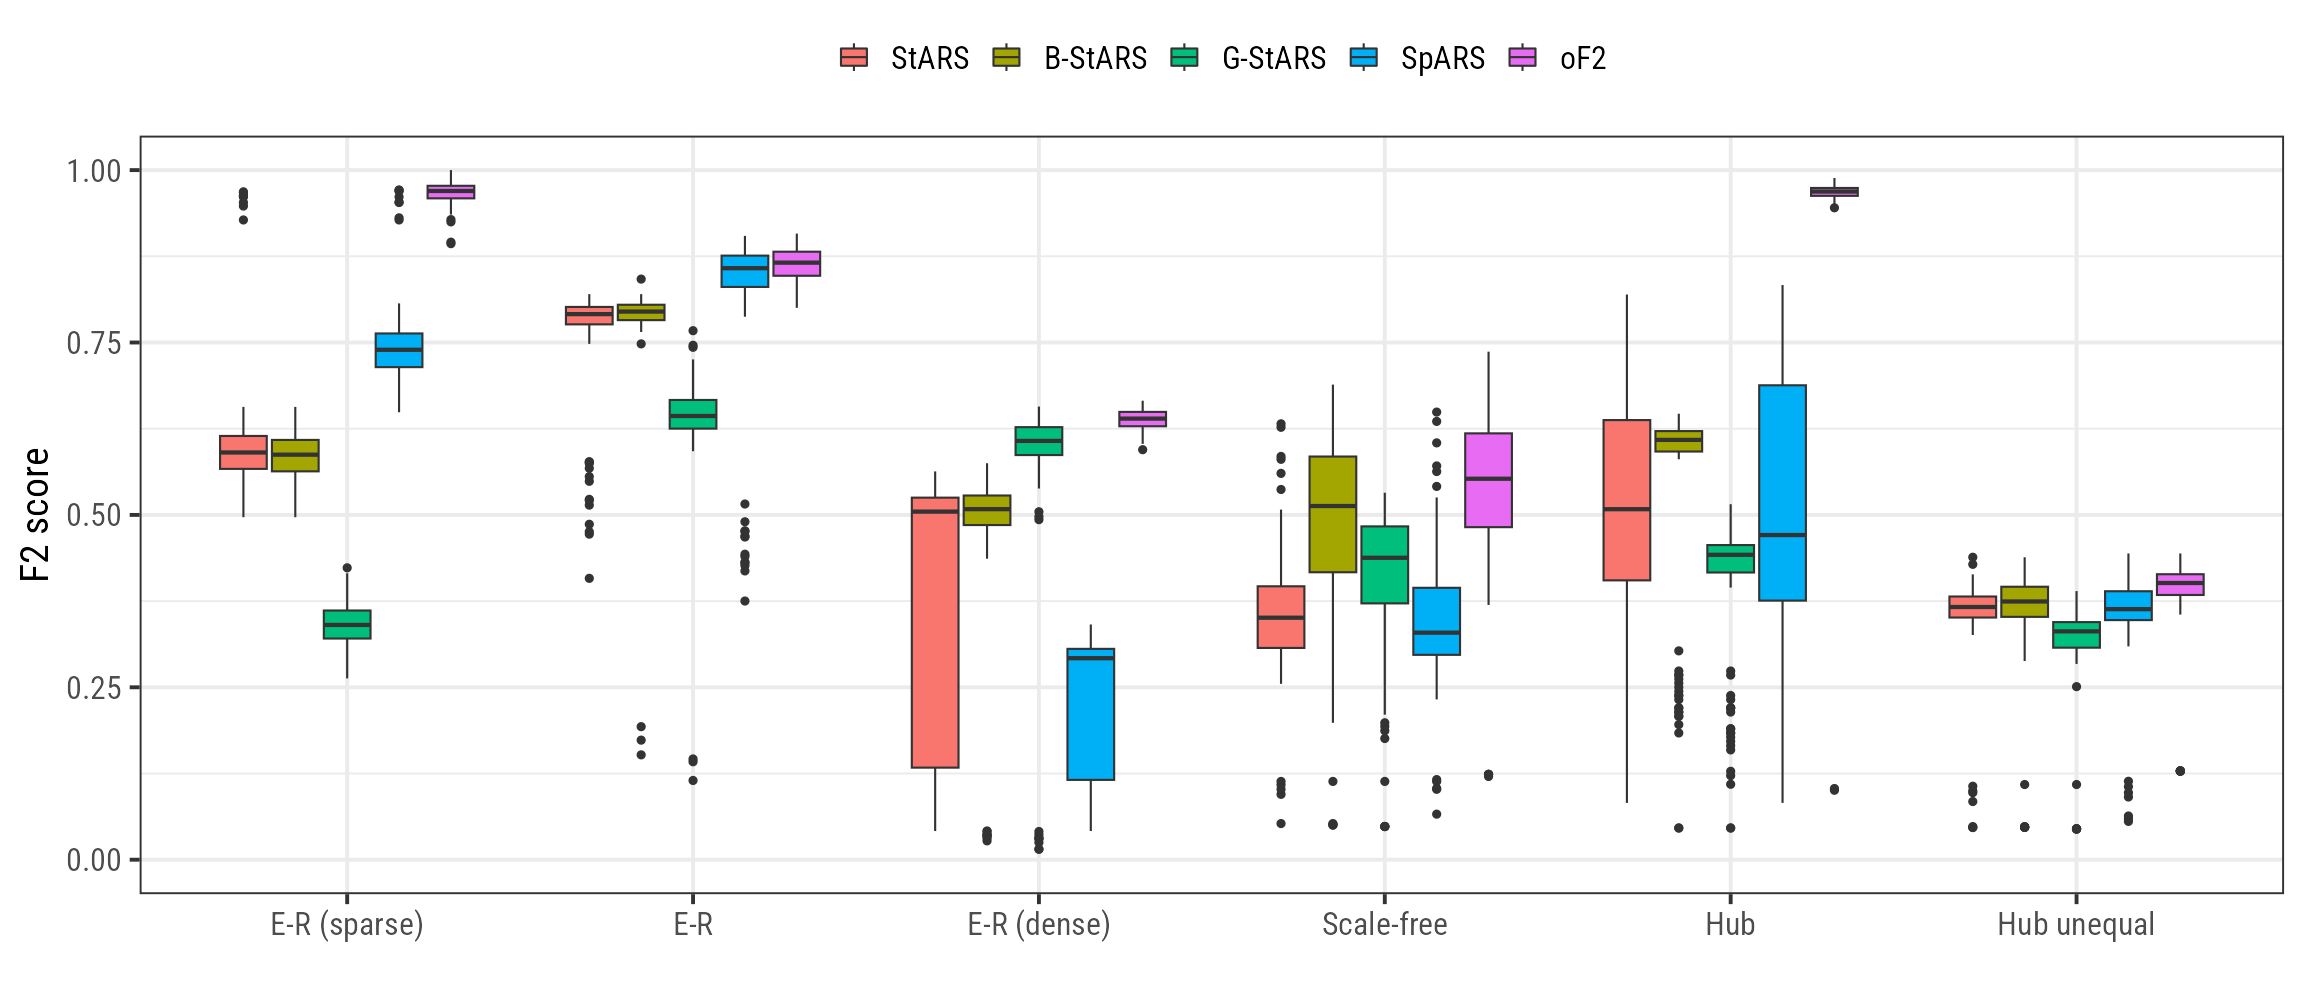 StARS B-StARS G-StARS SpARS oF2
F2 score
1.00
0.75
0.50
0.25
0.00
E-R (sparse) E-R E-R (dense) Scale-free Hub Hub unequal